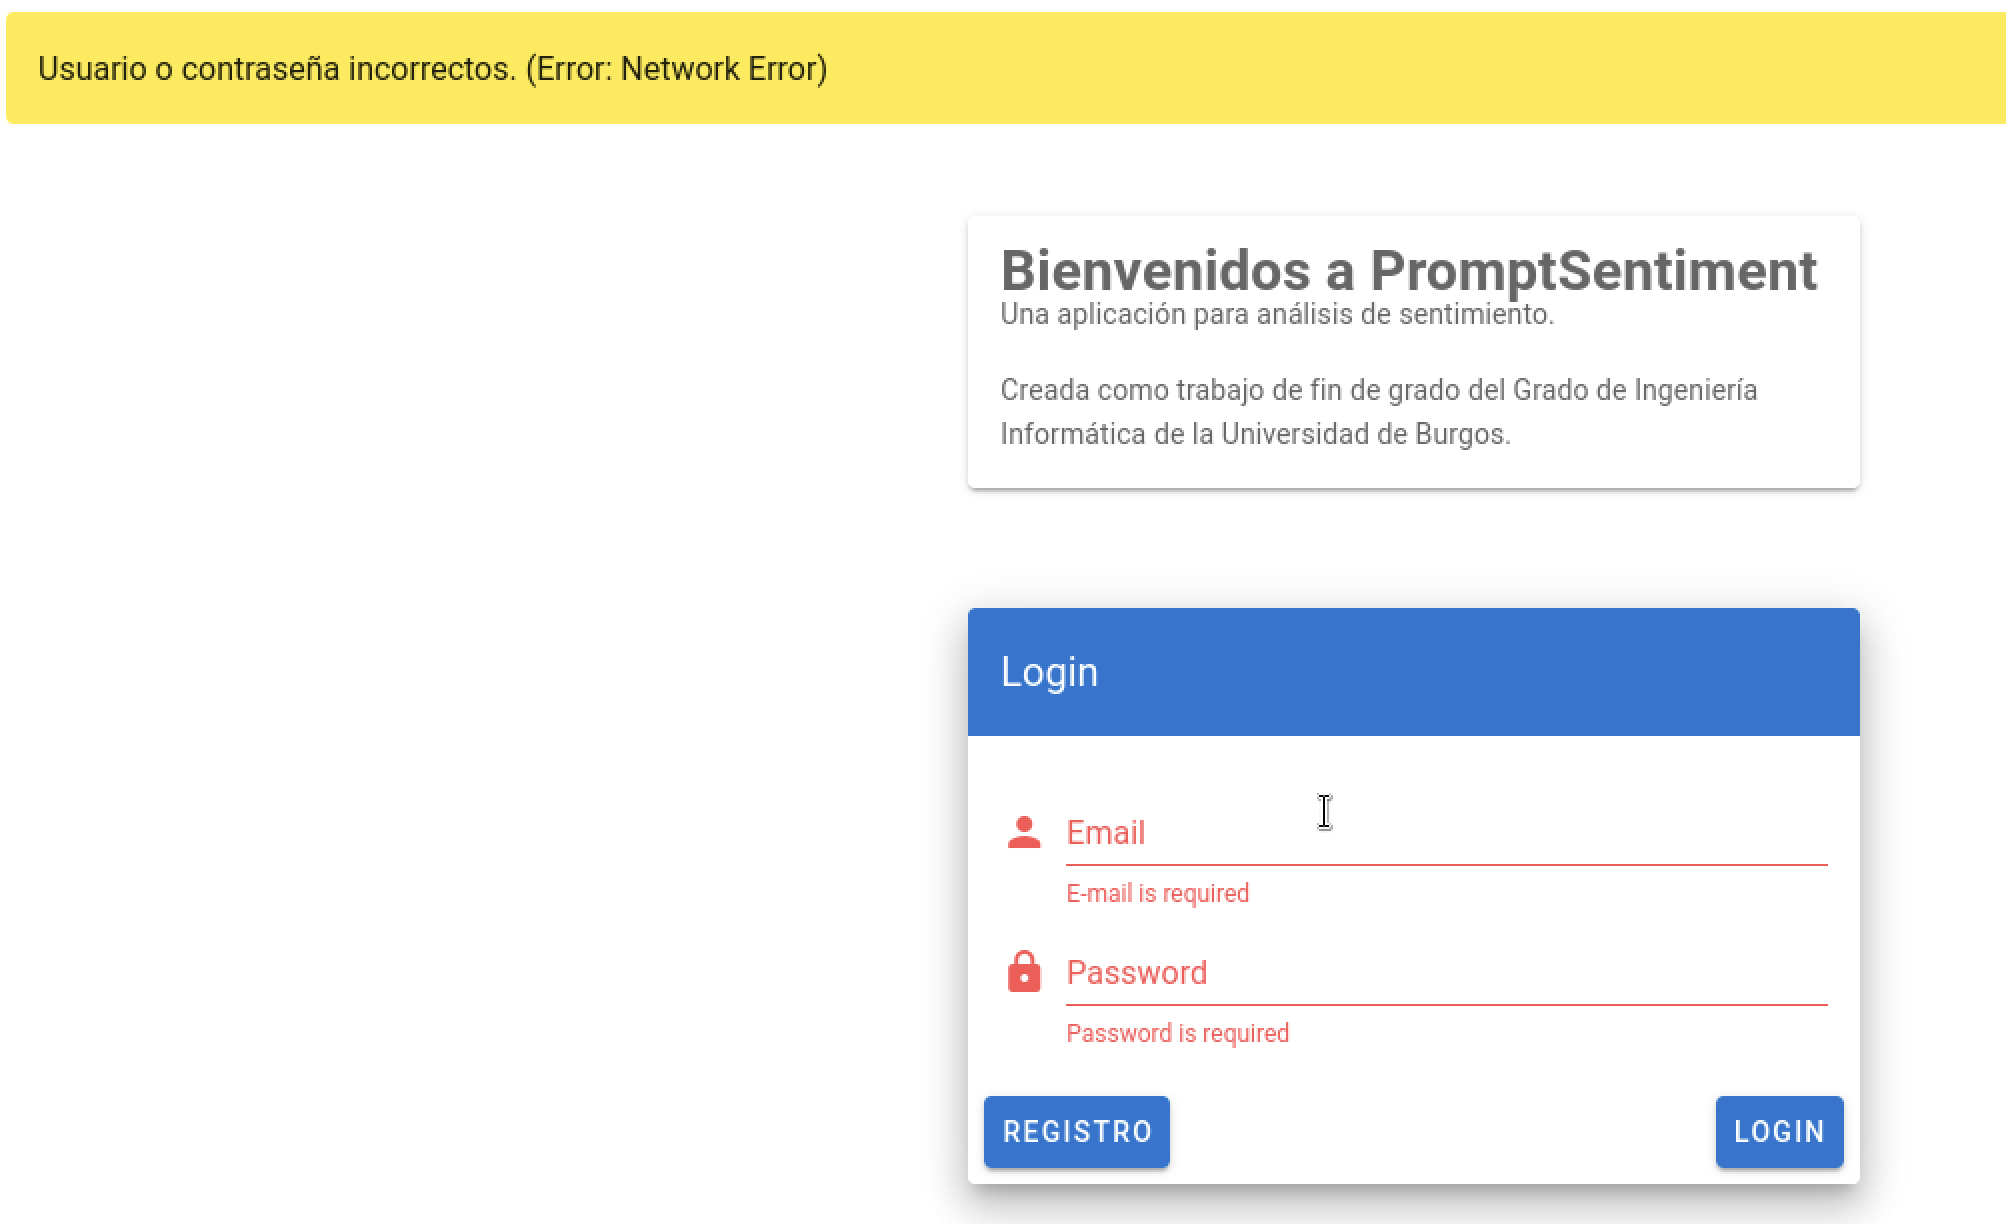 Usuario o contraseña incorrectos. (Error: Network Error)
Bienvenidos a PromptSentiment
Una aplicación para análisis de sentimiento.
Creada como trabajo de fin de grado del Grado de Ingeniería
Informática de la Universidad de Burgos.
Login
Email
E-mail is required
Password
Password is required
REGISTRO
LOGIN